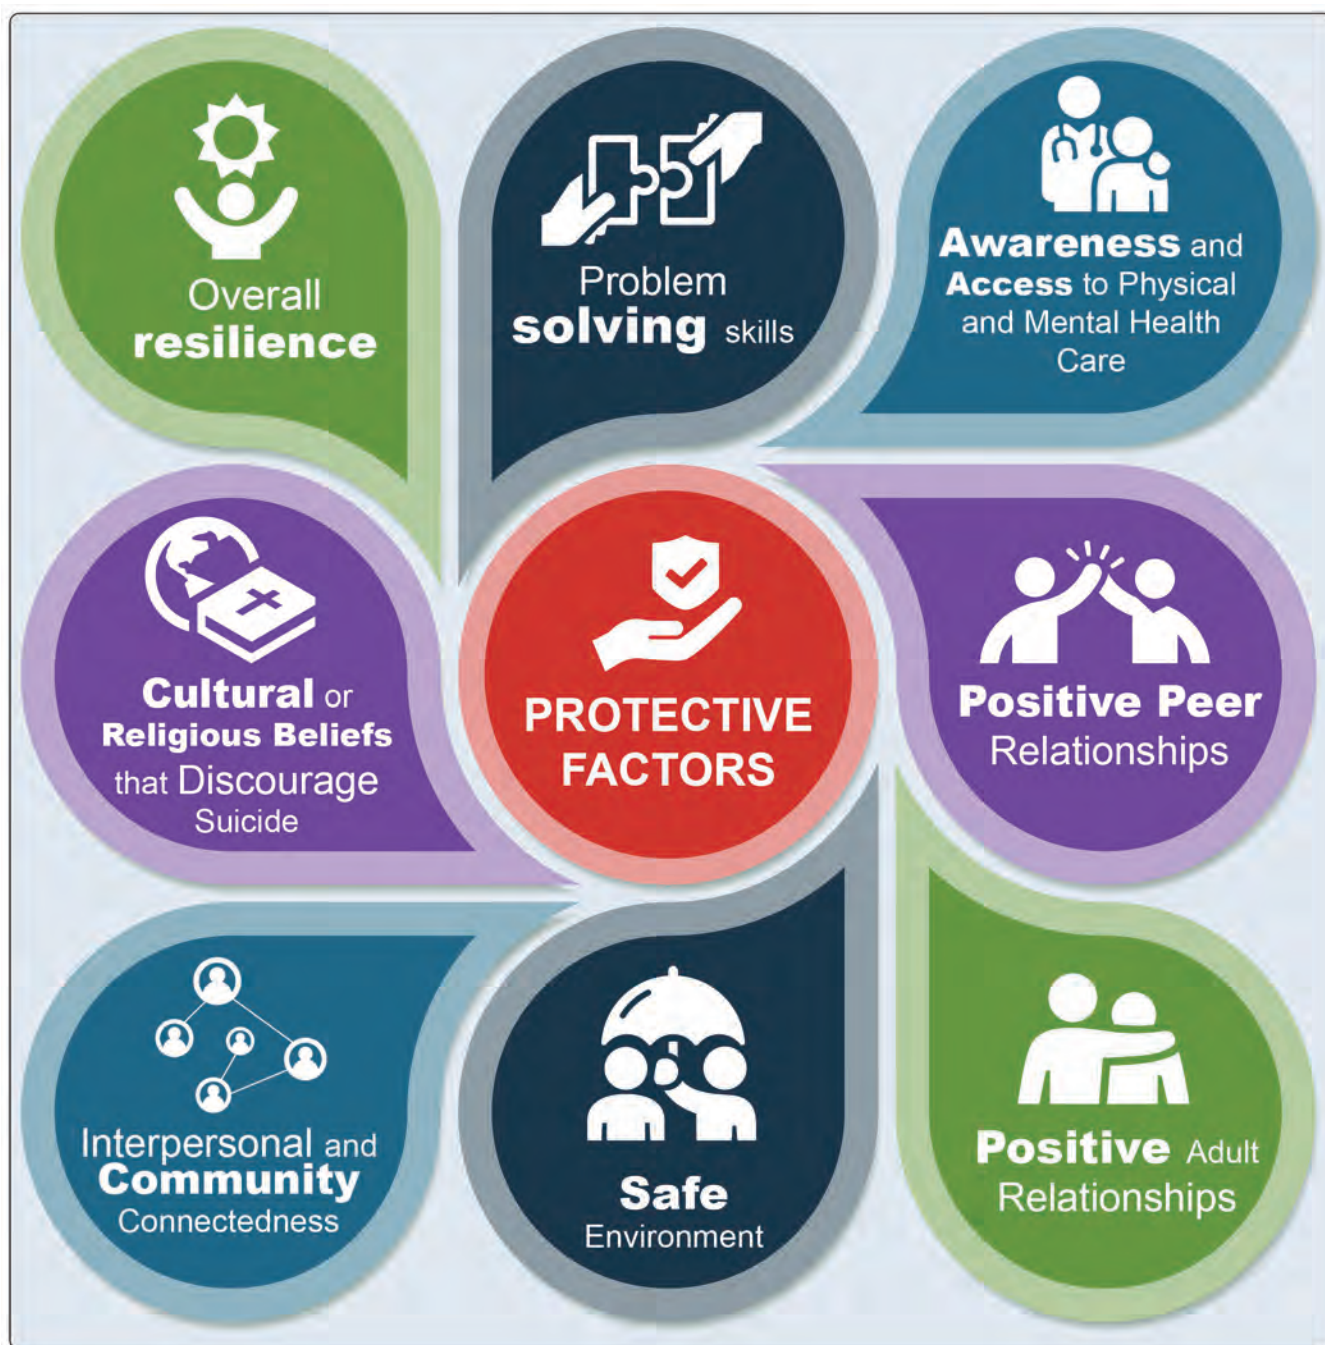 Overall
resilience
Problem
solving skills
Awareness and
Access to Physical
and Mental Health
Care
Cultural or
Religious Beliefs
that Discourage
Suicide
PROTECTIVE
FACTORS
Positive Peer
Relationships
Interpersonal and
Community
Connectedness
Safe
Environment
Positive Adult
Relationships